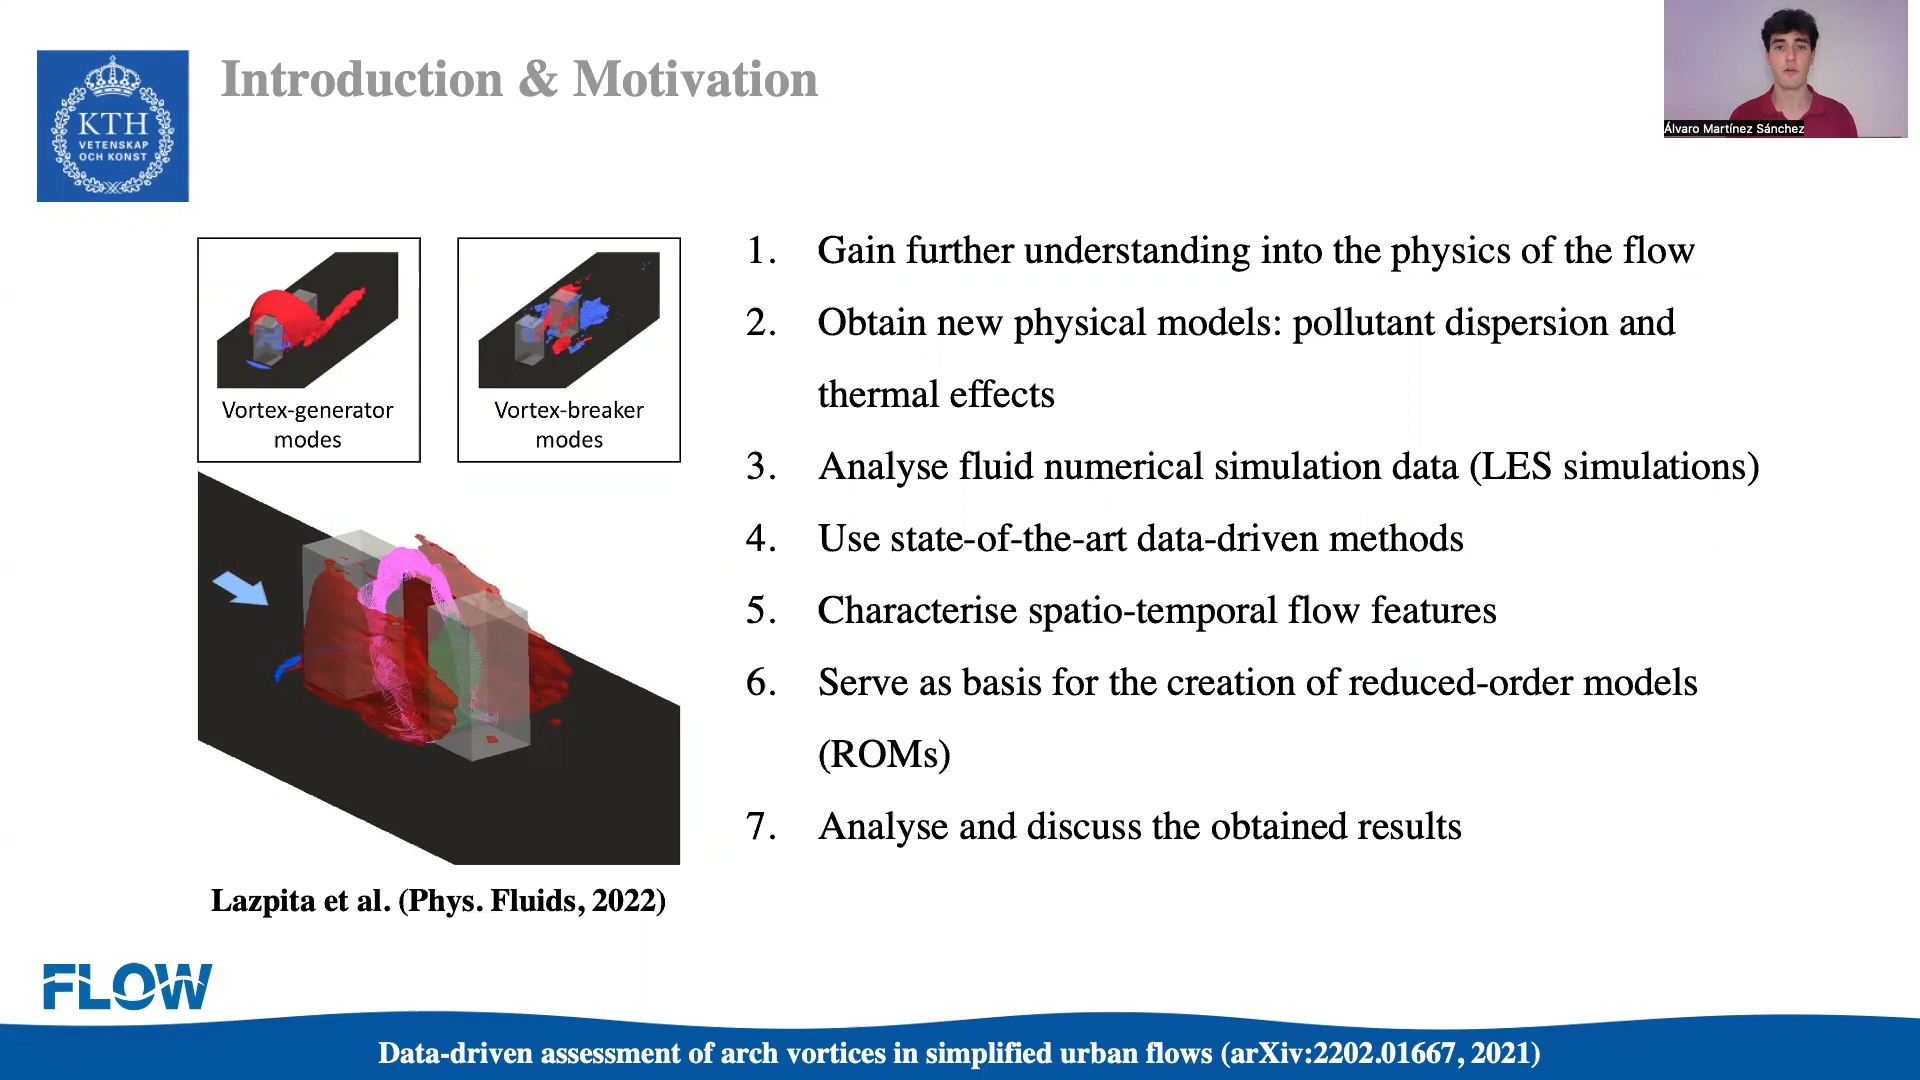 Introduction & Motivation
KTH
VETENSKAP
OCH KONST
Álvaro Martínez Sánchez
Vortex-generator
modes
Vortex-breaker
modes
Lazpita et al. (Phys. Fluids, 2022)
1. Gain further understanding into the physics of the flow
2. Obtain new physical models: pollutant dispersion and
thermal effects
3. Analyse fluid numerical simulation data (LES simulations)
4. Use state-of-the-art data-driven methods
5. Characterise spatio-temporal flow features
6. Serve as basis for the creation of reduced-order models
(ROMs)
7. Analyse and discuss the obtained results
FLOW
Data-driven assessment of arch vortices in simplified urban flows (arXiv:2202.01667, 2021)